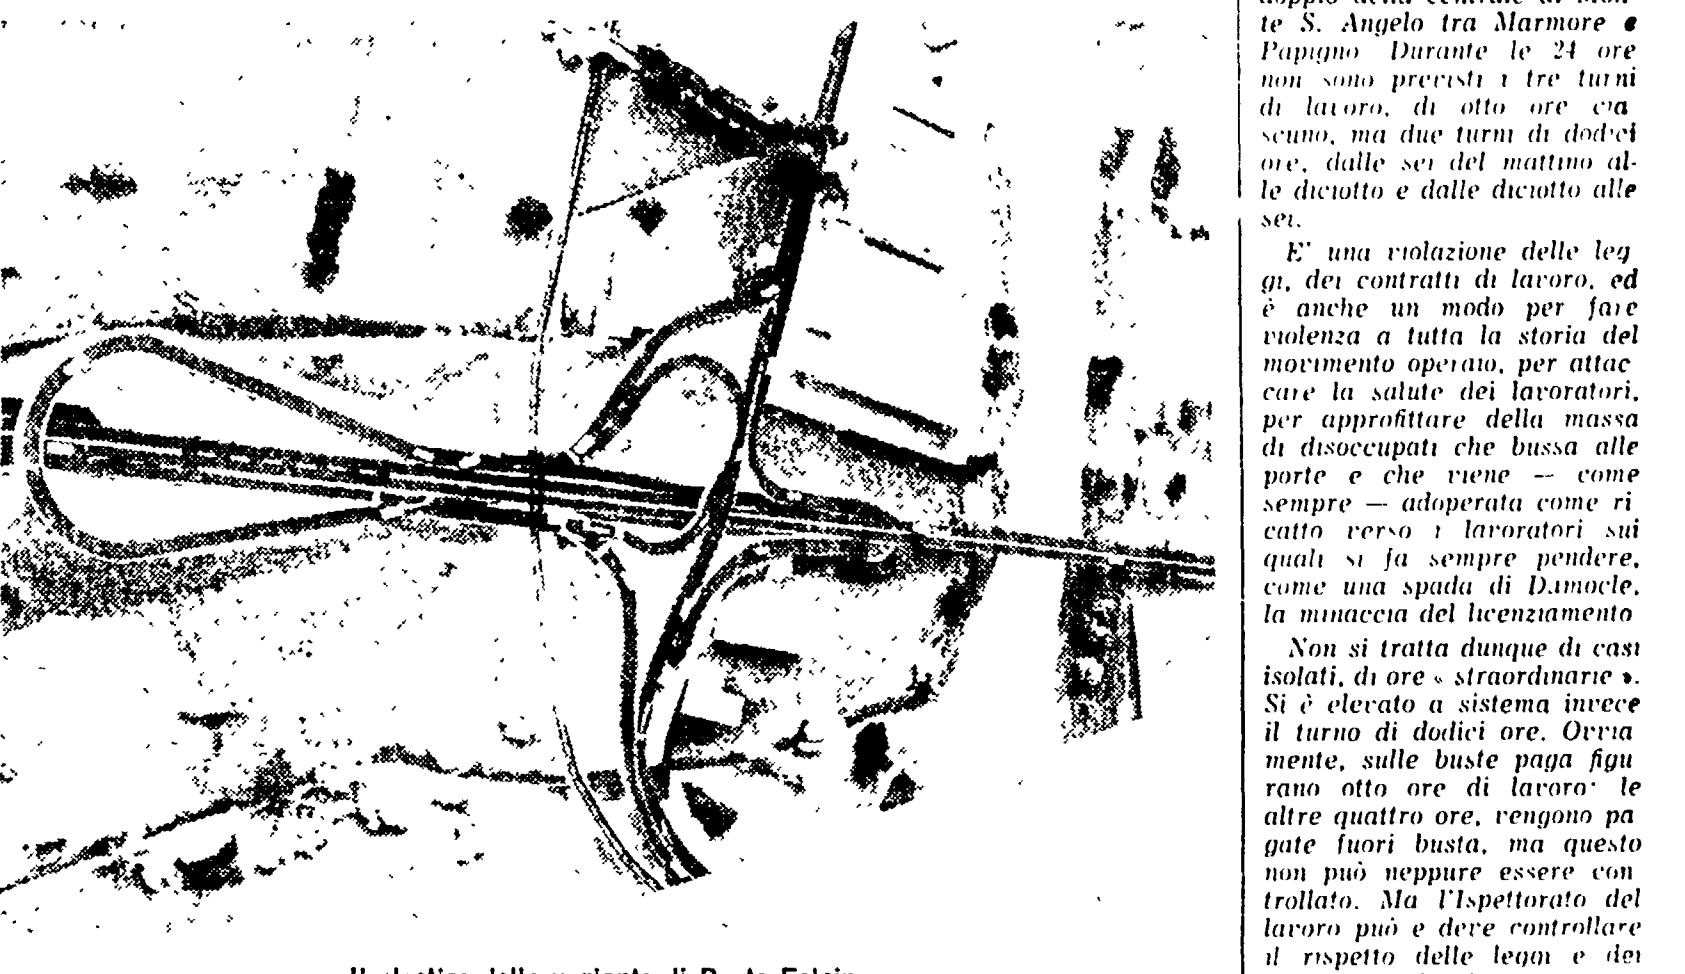 doppio della centrale di Mon-
te S. Angelo tra Marmore e
Papigno Durante le 24 ore
non sono previsti i tre turni
di lavoro, di otto ore cia
scuno, ma due turni di dodici
ore, dalle sei del mattino al-
le diciotto e dalle diciotto alle
sei.
E' una violazione delle leg
gi, dei contratti di lavoro, ed
è anche un modo per fare
violenza a tutta la storia del
movimento operaio, per attac
care la salute dei lavoratori,
per approfittare della massa
di disoccupati che bussa alle
porte e che viene — come
sempre — adoperata come ri
catto verso i lavoratori sui
quali si fa sempre pendere,
come una spada di Damocle,
la minaccia del licenziamento
Non si tratta dunque di casi
isolati, di ore « straordinarie ».
Si è elevato a sistema invece
il turno di dodici ore. Ovvia
mente, sulle buste paga figu
rano otto ore di lavoro: le
altre quattro ore, vengono pa
gate fuori busta, ma questo
non può neppure essere con
trollato. Ma l'Ispettorato del
lavoro può e deve controllare
il rispetto delle leggi e dei